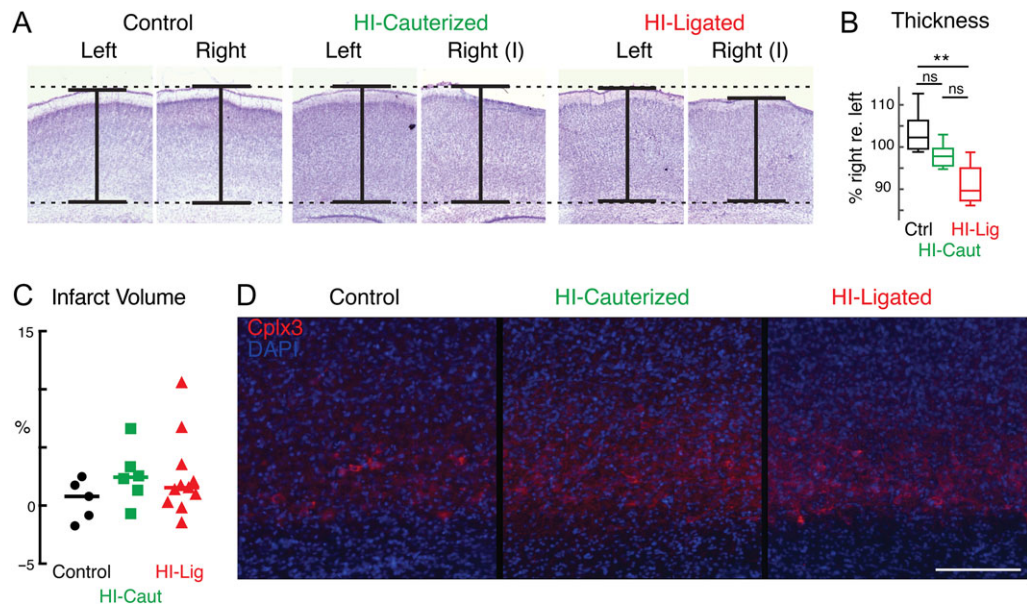 A
Control
HI-Cauterized
HI-Ligated
Left
Right
Left
Right (I)
Left
Right (I)
B
Thickness
**
ns
ns
% right re. left
110
100
90
Ctrl
HI-Lig
HI-Caut
C
Infarct Volume
15
%
0
−5
Control
HI-Lig
HI-Caut
D
Control
HI-Cauterized
HI-Ligated
Cplx3
DAPI